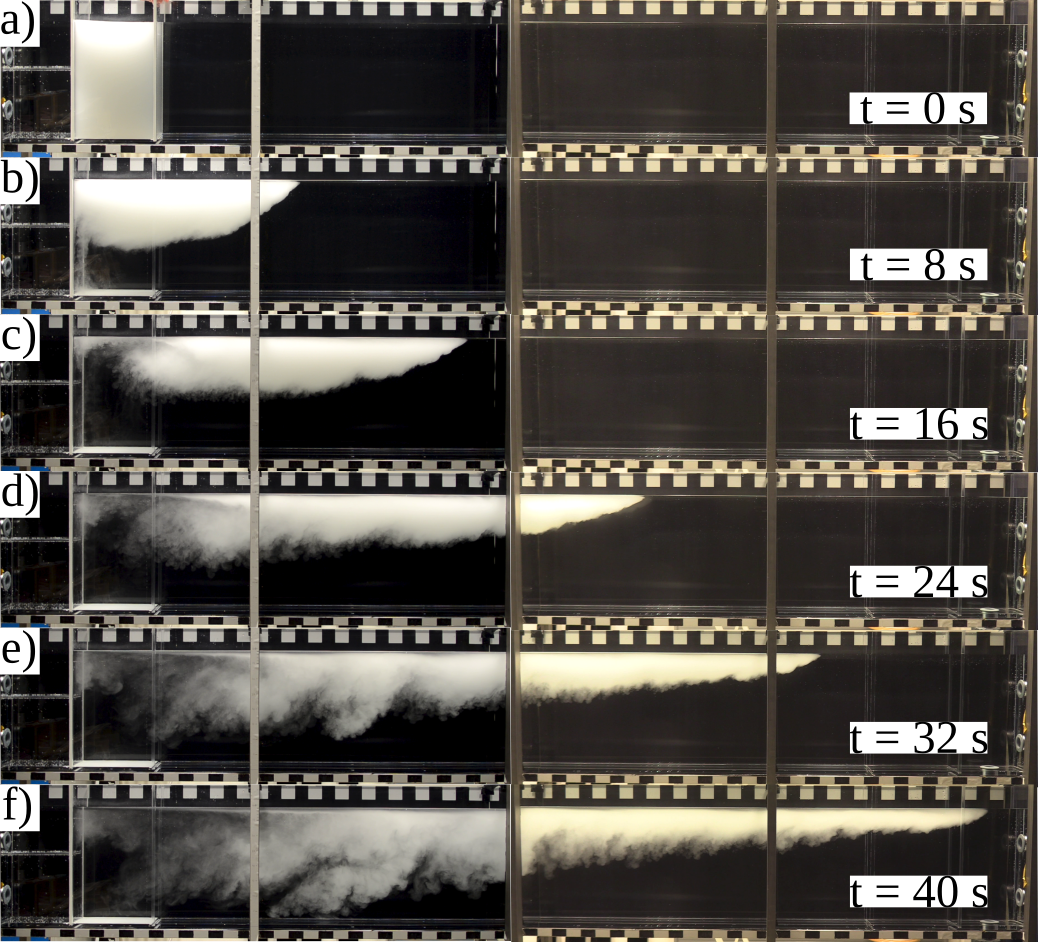 a)
t = 0 s
b)
t = 8 s
c)
t = 16 s
d)
t = 24 s
e)
t = 32 s
f)
t = 40 s